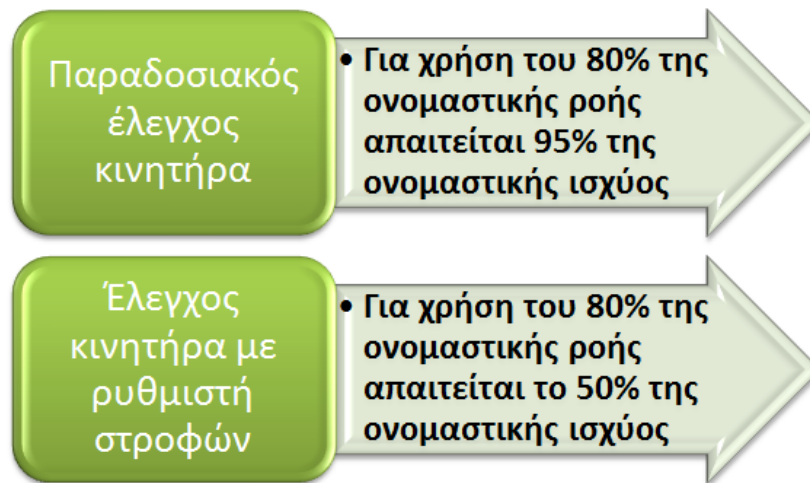 Παραδοσιακός
έλεγχος
κινητήρα
• Για χρήση του 80% της
ονομαστικής ροής
απαιτείται 95% της
ονομαστικής ισχύος
Έλεγχος
κινητήρα με
ρυθμιστή
στροφών
• Για χρήση του 80% της
ονομαστικής ροής
απαιτείται το 50% της
ονομαστικής ισχύος